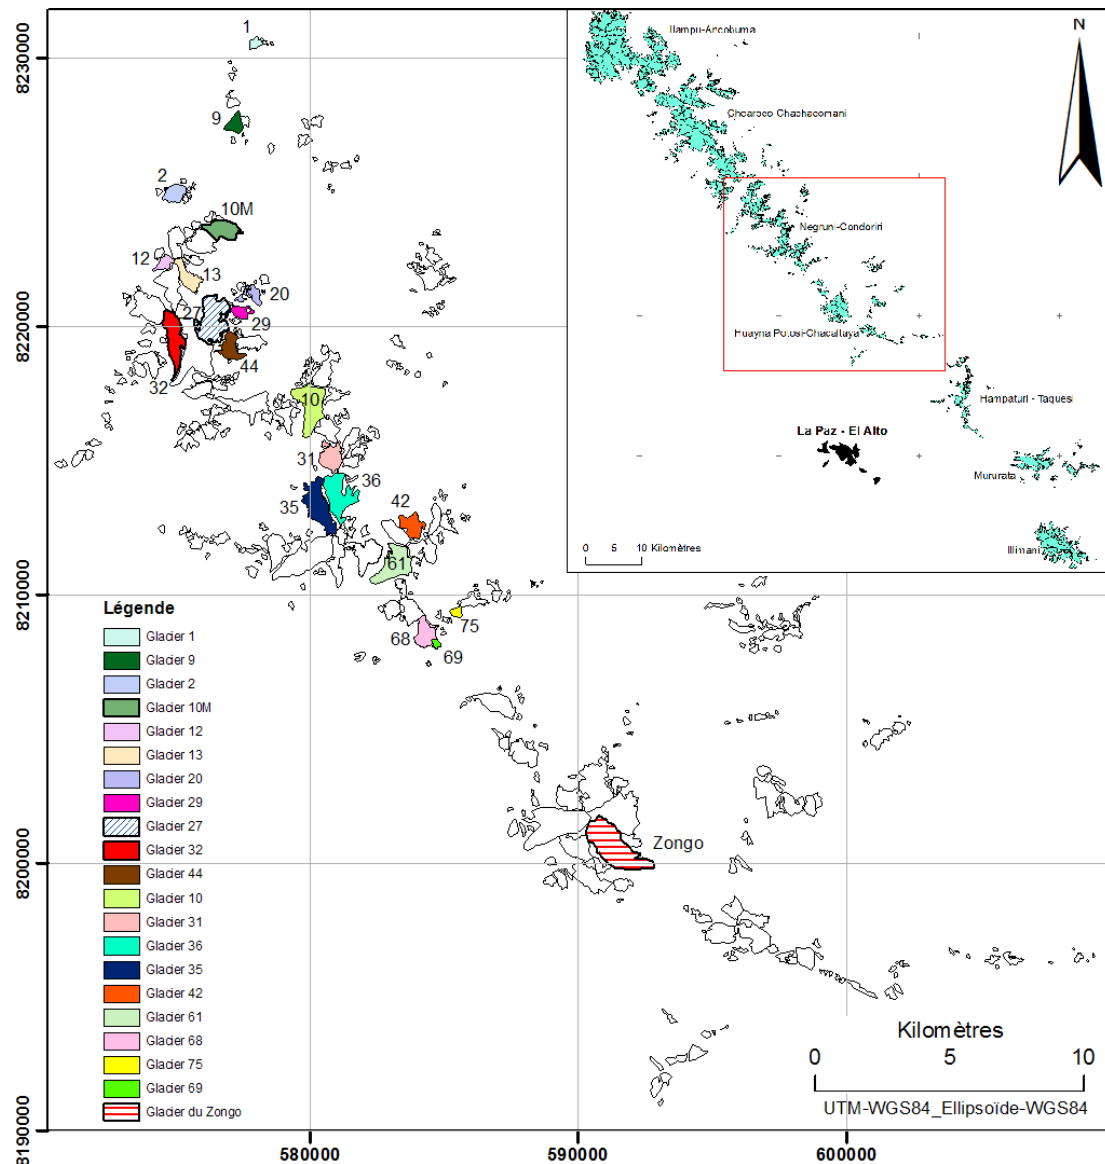 1
8230000
9
2
10M
12
13
20
27
29
8220000
44
32
10
31
36
35
42
61
8210000
75
68
69
Zongo
8200000
8190000
580000
590000
600000
Légende
Glacier 1
Glacier 9
Glacier 2
Glacier 10M
Glacier 12
Glacier 13
Glacier 20
Glacier 29
Glacier 27
Glacier 32
Glacier 44
Glacier 10
Glacier 31
Glacier 36
Glacier 35
Glacier 42
Glacier 61
Glacier 68
Glacier 75
Glacier 69
Glacier du Zongo
N
Negruni-Condoriri
Huayna Potosi-Chacaltaya
Hampaturi - Taquesi
La Paz - El Alto
Mururata
Illimani
0 5 10 Kilomètres
Kilomètres
0 5 10
UTM-WGS84_Ellipsoïde-WGS84